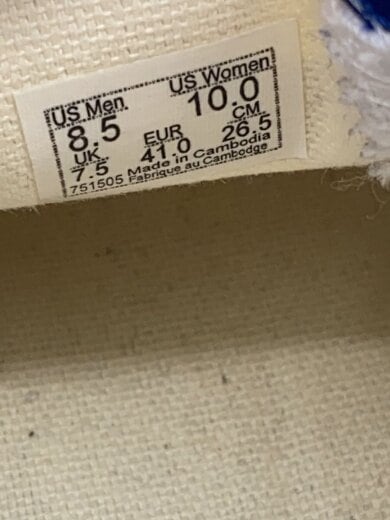 US Men US Women
8.5 10.0
UK EUR CM
7.5 41.0 26.5
Made in Cambodia
751505 Fabriqué au Cambodge